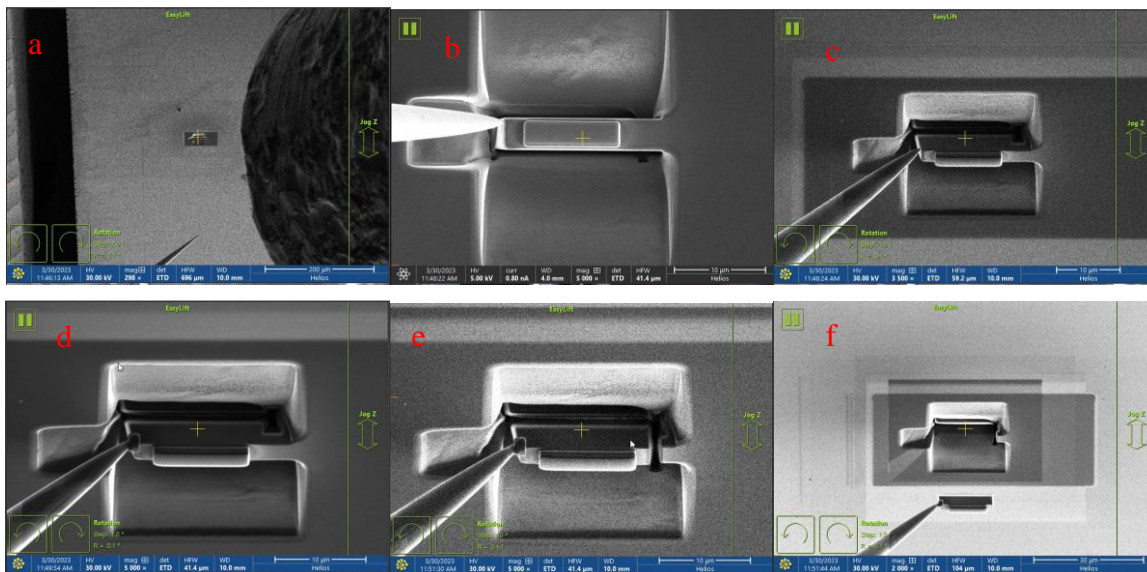 a
EasyLift
Jog Z
Rotation
3/30/2023 HV mag det HFW WD 200 µm
11:46:13 AM 30.00 kV 298 × ETD 696 µm 10.0 mm Helios
b
3/30/2023 HV curr WD mag det HFW 10 µm
11:48:22 AM 5.00 kV 0.80 nA 4.0 mm 5 000 × ETD 41.4 µm Helios
c
EasyLift
Jog Z
Rotation
3/30/2023 HV mag det HFW WD 10 µm
11:48:24 AM 30.00 kV 3 500 × ETD 59.2 µm 10.0 mm Helios
d
EasyLift
Jog Z
Rotation
R = -0.1 °
3/30/2023 HV mag det HFW WD 10 µm
11:49:54 AM 30.00 kV 5 000 × ETD 41.4 µm 10.0 mm Helios
e
EasyLift
Jog Z
Rotation
3/30/2023 HV mag det HFW WD 10 µm
11:51:30 AM 30.00 kV 5 000 × ETD 41.4 µm 10.0 mm Helios
f
EasyLift
Jog Z
Rotation
3/30/2023 HV mag det HFW WD 30 µm
11:51:44 AM 30.00 kV 2 000 × ETD 104 µm 10.0 mm Helios